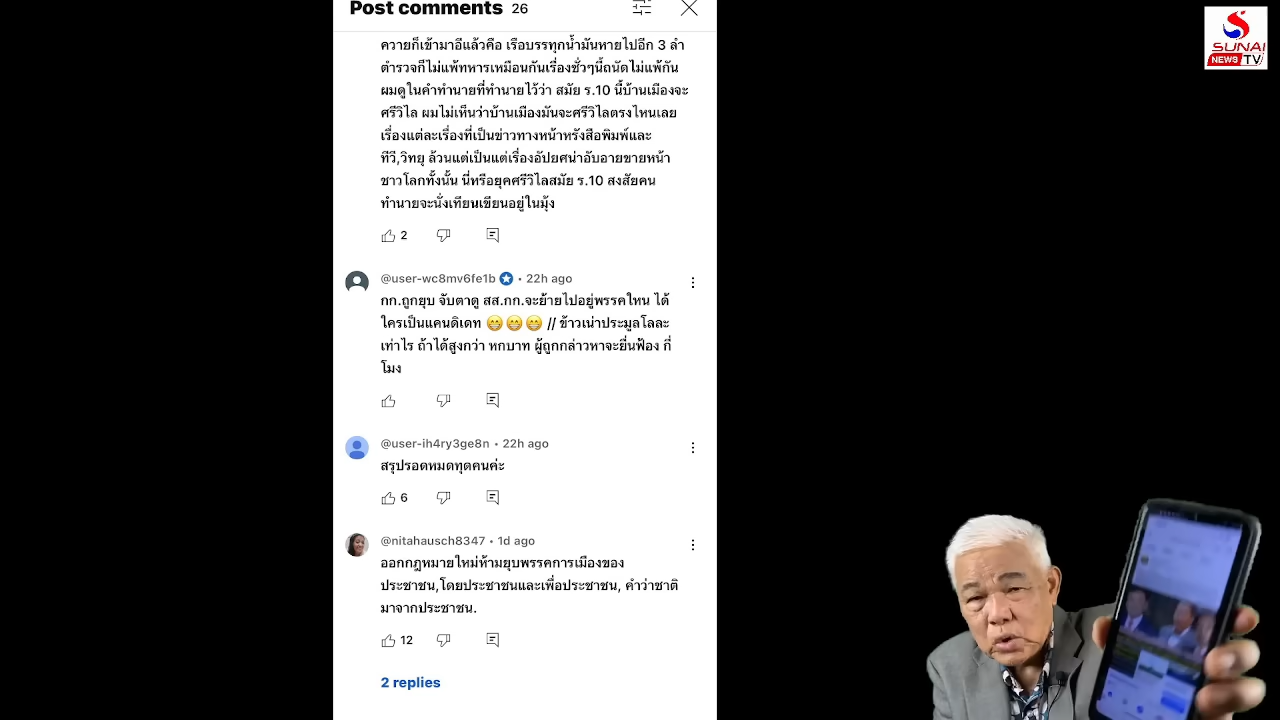 Post comments 26
SUNAI
NEWS TV
ควายก็เข้ามาอีแล้วคือ เรือบรรทุกน้ำมันหายไปอีก 3 ลำ
ตำรวจก็ไม่แพ้ทหารเหมือนกันเรื่องชั่วๆนี้ถนัดไม่แพ้กัน
ผมดูในคำทำนายที่ทำนายไว้ว่า สมัย ร.10 นี้บ้านเมืองจะ
ศรีวิไล ผมไม่เห็นว่าบ้านเมืองมันจะศรีวิไลตรงไหนเลย
เรื่องแต่ละเรื่องที่เป็นข่าวทางหน้าหรังสือพิมพ์และ
ทีวี,วิทยุ ล้วนแต่เป็นแต่เรื่องอัปยศน่าอับอายขายหน้า
ชาวโลกทั้งนั้น นี่หรือยุคศรีวิไลสมัย ร.10 สงสัยคน
ทำนายจะนั่งเทียนเขียนอยู่ในมุ้ง
2
@user-wc8mv6fe1b • 22h ago
กก.ถูกยุบ จับตาดู สส.กก.จะย้ายไปอยู่พรรคใหน ได้
ใครเป็นแคนดิเดท 😁😁😁 // ข้าวเน่าประมูลโลละ
เท่าไร ถ้าได้สูงกว่า หกบาท ผู้ถูกกล่าวหาจะยื่นฟ้อง กี่
โมง
@user-ih4ry3ge8n • 22h ago
สรุปรอดหมดทุตคนค่ะ
6
@nitahausch8347 • 1d ago
ออกกฎหมายใหม่ห้ามยุบพรรคการเมืองของ
ประชาชน,โดยประชาชนและเพื่อประชาชน, คำว่าชาติ
มาจากประชาชน.
12
2 replies